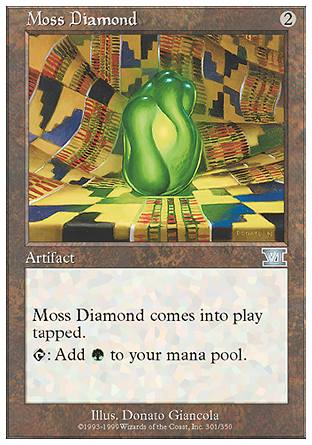 Moss Diamond 2
Artifact VI
Moss Diamond comes into play
tapped.
: Add to your mana pool.
Illus. Donato Giancola
©1993-1999 Wizards of the Coast, Inc. 301/350